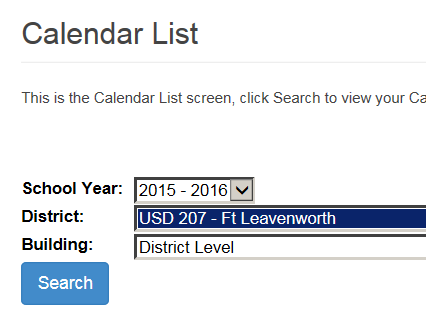 Calendar List
This is the Calendar List screen, click Search to view your Ca
School Year: 2015 - 2016
District: USD 207 - Ft Leavenworth
Building: District Level
Search